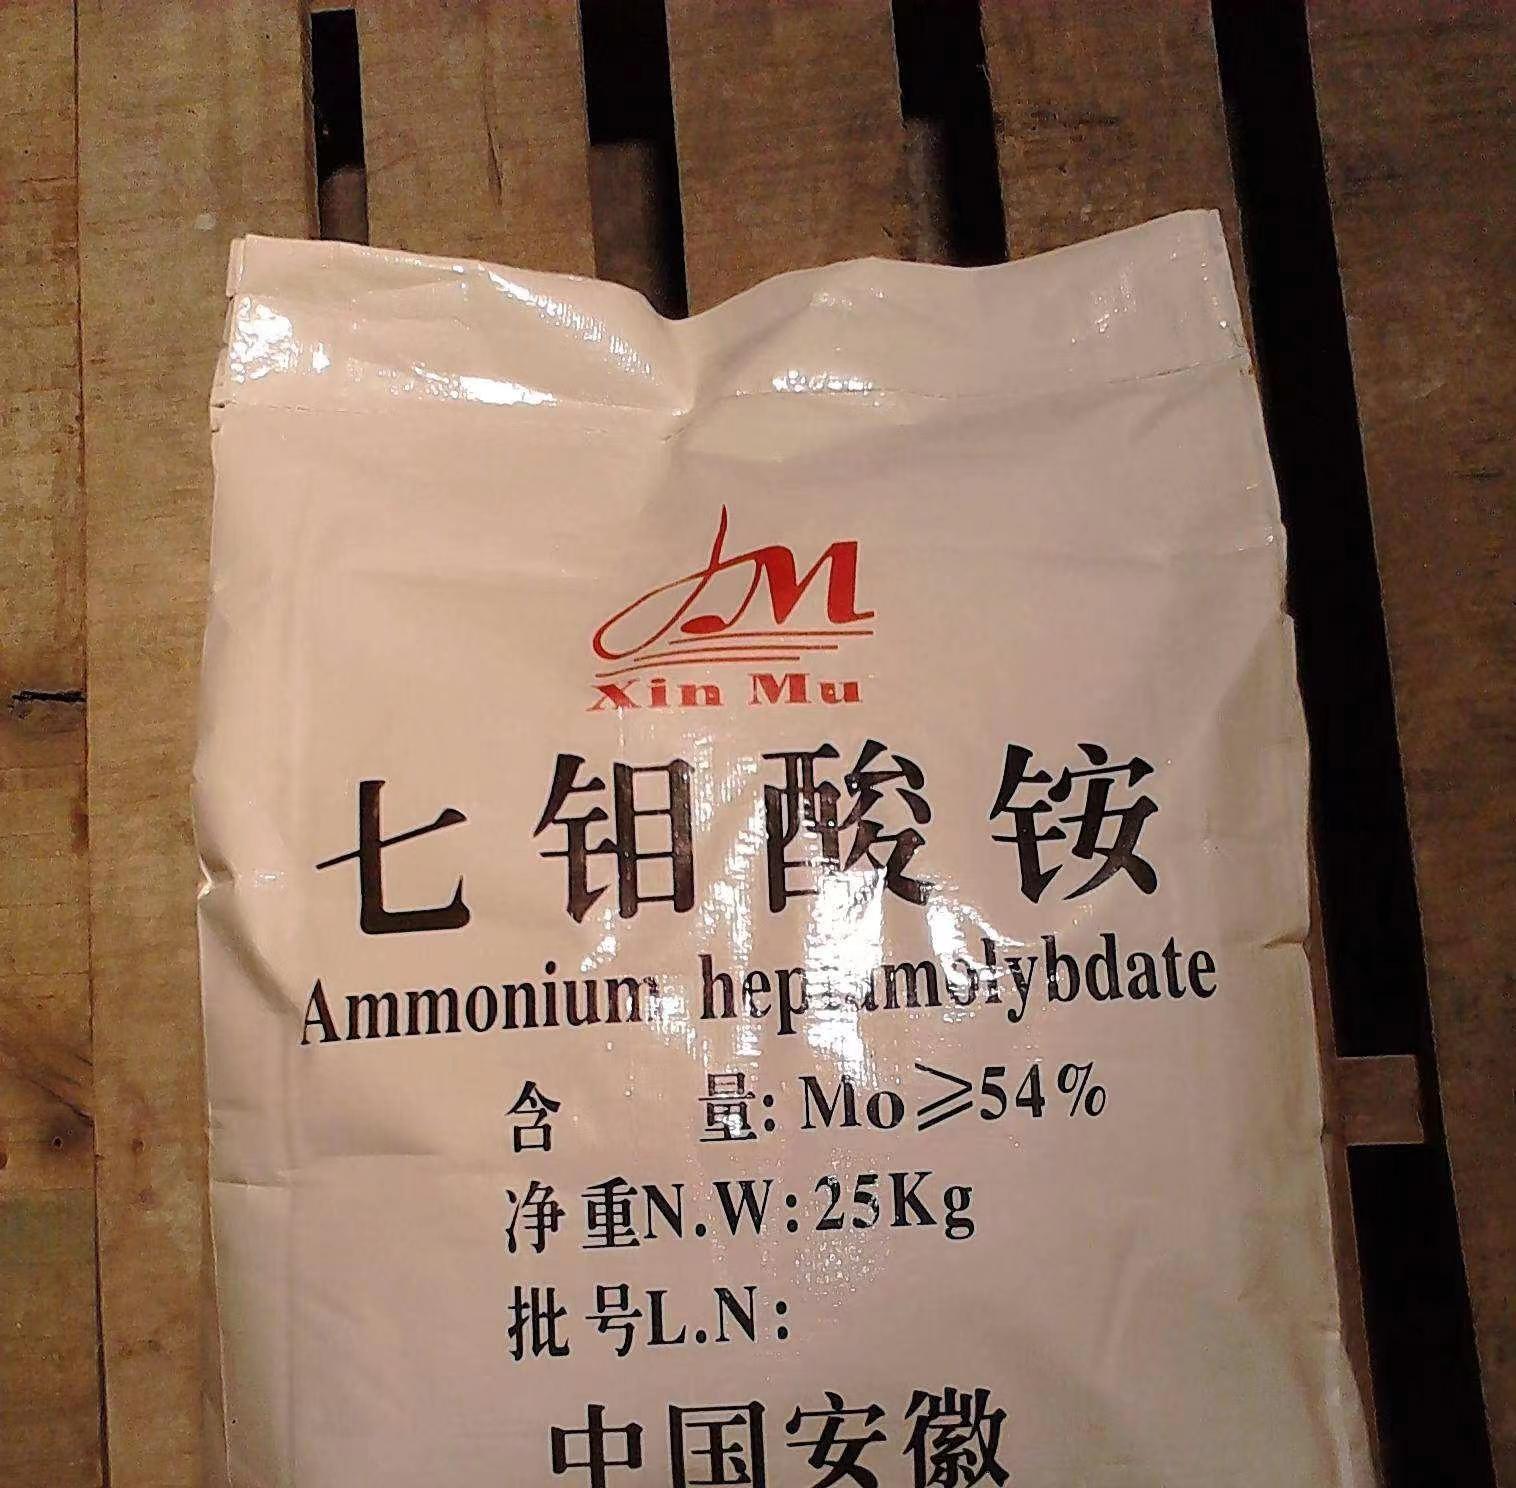 Xin Mu
七钼酸铵
Ammonium heptamolybdate
含 量: Mo≥54%
净重N.W:25Kg
批号L.N:
中国安徽